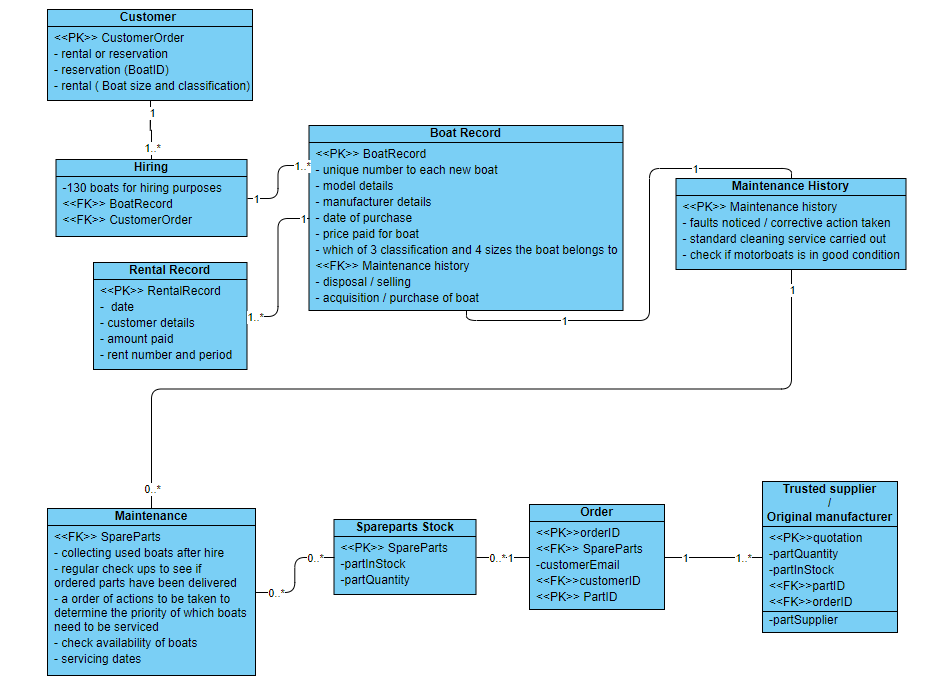 Customer
<<PK>> CustomerOrder
- rental or reservation
- reservation (BoatID)
- rental ( Boat size and classification)
1
1..*
Hiring
-130 boats for hiring purposes
<<FK>> BoatRecord
<<FK>> CustomerOrder
1
1..*
Boat Record
<<PK>> BoatRecord
- unique number to each new boat
- model details
- manufacturer details
- date of purchase
- price paid for boat
- which of 3 classification and 4 sizes the boat belongs to
<<FK>> Maintenance history
- disposal / selling
- acquisition / purchase of boat
1
1..*
Rental Record
<<PK>> RentalRecord
- date
- customer details
- amount paid
- rent number and period
1
1
Maintenance History
<<PK>> Maintenance history
- faults noticed / corrective action taken
- standard cleaning service carried out
- check if motorboats is in good condition
1
0..*
Maintenance
<<FK>> SpareParts
- collecting used boats after hire
- regular check ups to see if
ordered parts have been delivered
- a order of actions to be taken to
determine the priority of which boats
need to be serviced
- check availability of boats
- servicing dates
0..*
0..*
Spareparts Stock
<<PK>> SpareParts
-partInStock
-partQuantity
0..*
1
Order
<<PK>>orderID
<<FK>> SpareParts
-customerEmail
<<FK>>customerID
<<PK>> PartID
1
1..*
Trusted supplier
/
Original manufacturer
<<PK>>quotation
-partQuantity
-partInStock
<<FK>>partID
<<FK>>orderID
-partSupplier